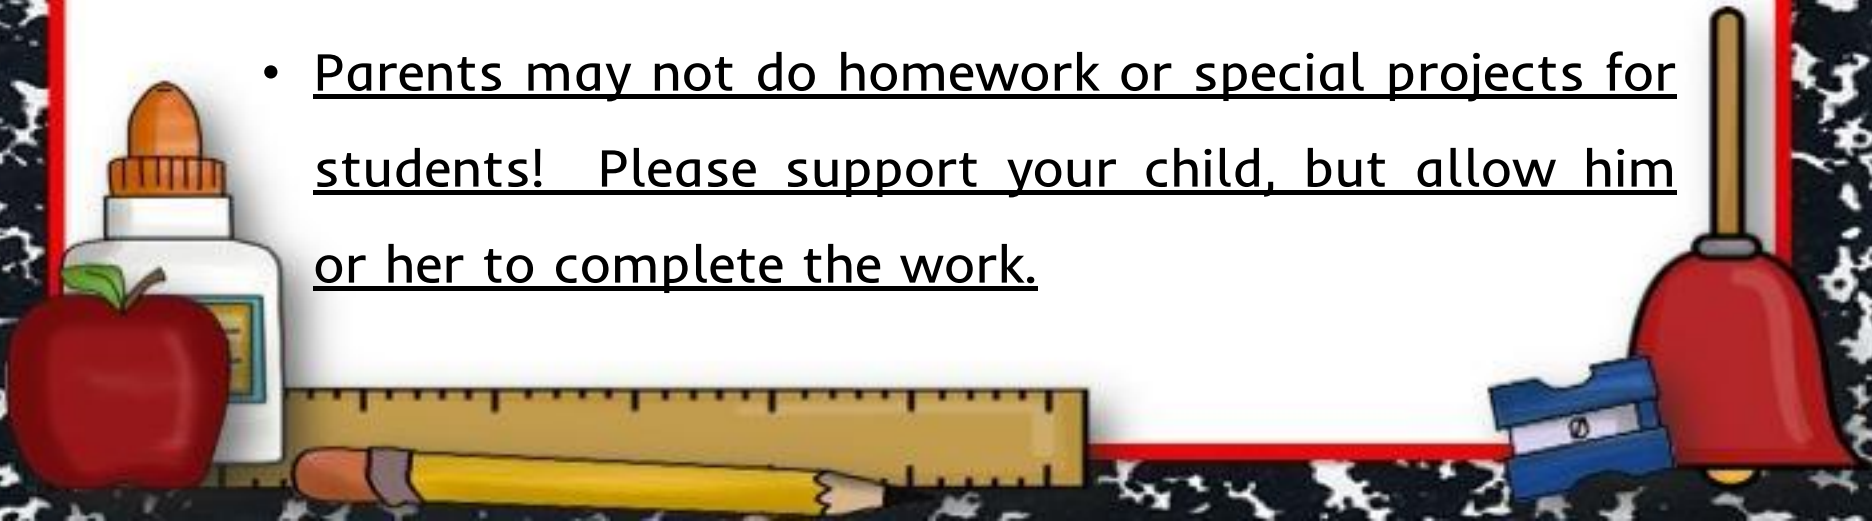 • Parents may not do homework or special projects for
students! Please support your child, but allow him
or her to complete the work.